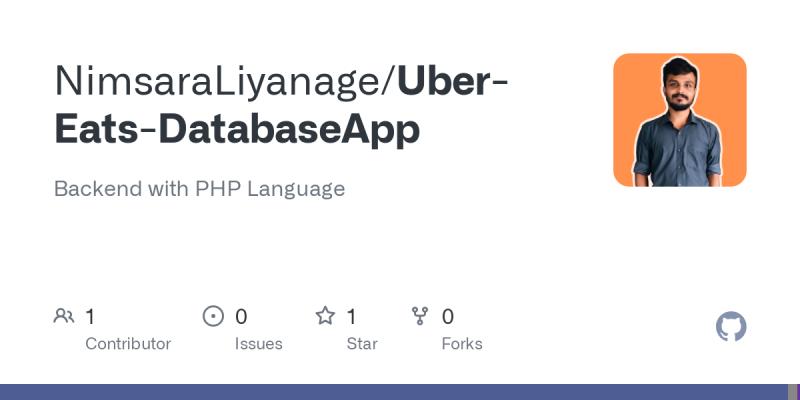 NimsaraLiyanage/Uber-
Eats-DatabaseApp
Backend with PHP Language
1
Contributor
0
Issues
1
Star
0
Forks